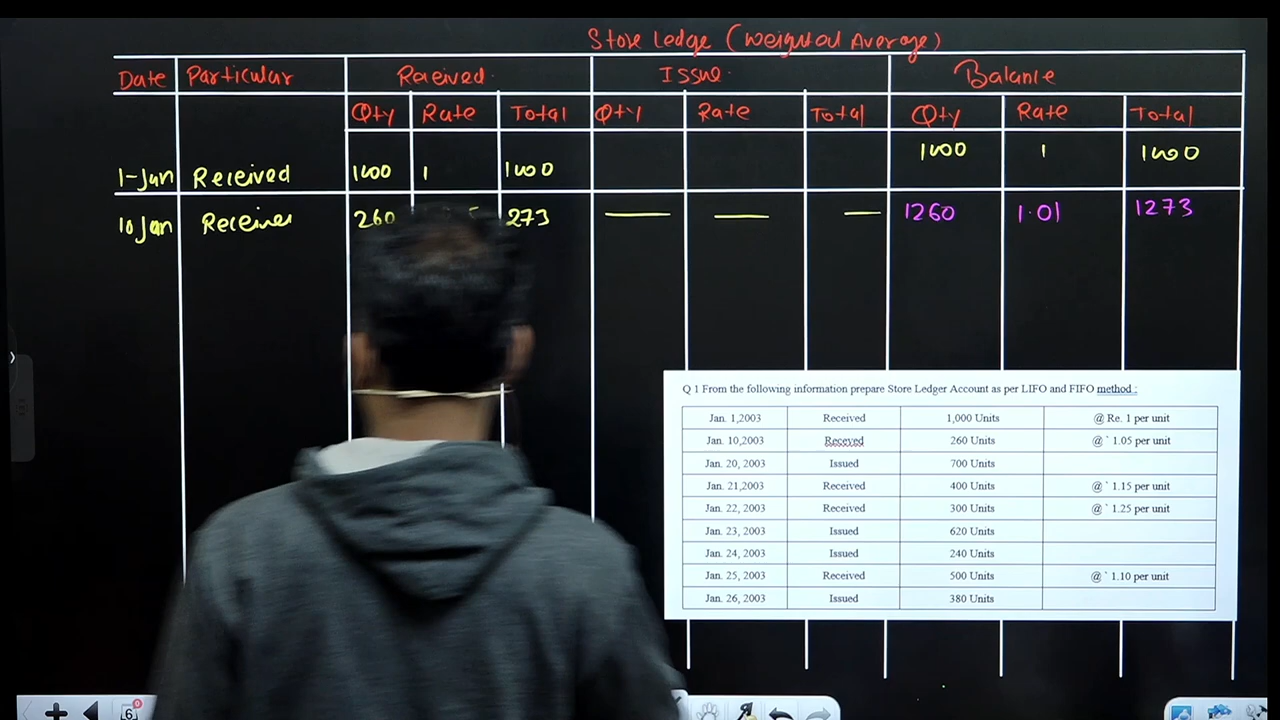 Store Ledge (Weighted Average)
Date Particular Received Issue Balance
Qty Rate Total Qty Rate Total Qty Rate Total
1-Jan Received 1000 1 1000 1000 1 1000
10 Jan 260 273 1260 1.01 1273
Q 1 From the following information prepare Store Ledger Account as per LIFO and FIFO method :
Jan. 1,2003 Received 1,000 Units @ Re. 1 per unit
Jan. 10,2003 Receved 260 Units @ ` 1.05 per unit
Jan. 20, 2003 Issued 700 Units
Jan. 21,2003 Received 400 Units @ ` 1.15 per unit
Jan. 22, 2003 Received 300 Units @ ` 1.25 per unit
Jan. 23, 2003 Issued 620 Units
Jan. 24, 2003 Issued 240 Units
Jan. 25, 2003 Received 500 Units @ ` 1.10 per unit
Jan. 26, 2003 Issued 380 Units
6